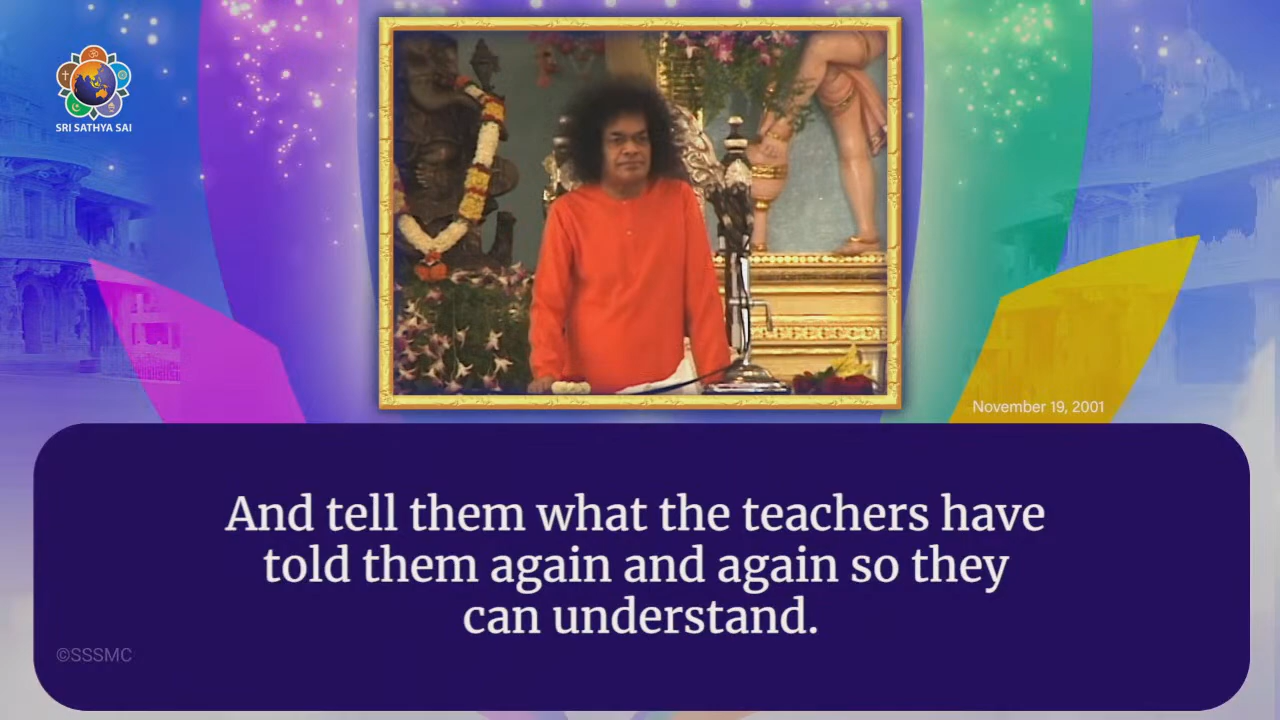 SRI SATHYA SAI
November 19, 2001
And tell them what the teachers have
told them again and again so they
can understand.
©SSSMC